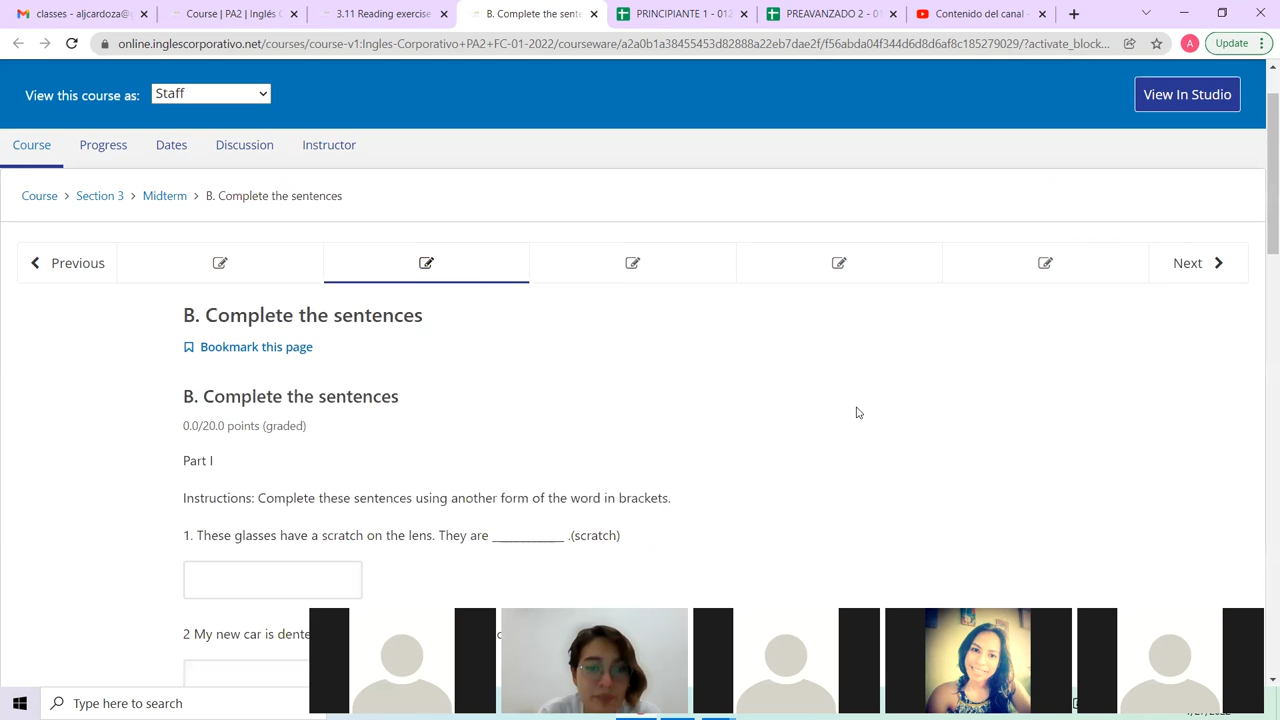 classes - aljcardoza@g
Course | PA2 | Inglés C
3.11 Reading exercise
B. Complete the sente
PRINCIPIANTE 1 - 012
PREAVANZADO 2 - 01
Contenido del canal -
online.inglescorporativo.net/courses/course-v1:Ingles-Corporativo+PA2+FC-01-2022/courseware/a2a0b1a38455453d82888a22eb7dae2f/f56abda04f344d6d8d6af8c185279029/?activate_block...
A
Update
View this course as:
Staff
View In Studio
Course
Progress
Dates
Discussion
Instructor
Course > Section 3 > Midterm > B. Complete the sentences
Previous
Next
B. Complete the sentences
Bookmark this page
B. Complete the sentences
0.0/20.0 points (graded)
Part I
Instructions: Complete these sentences using another form of the word in brackets.
1. These glasses have a scratch on the lens. They are __________ .(scratch)
2 My new car is dente
Type here to search